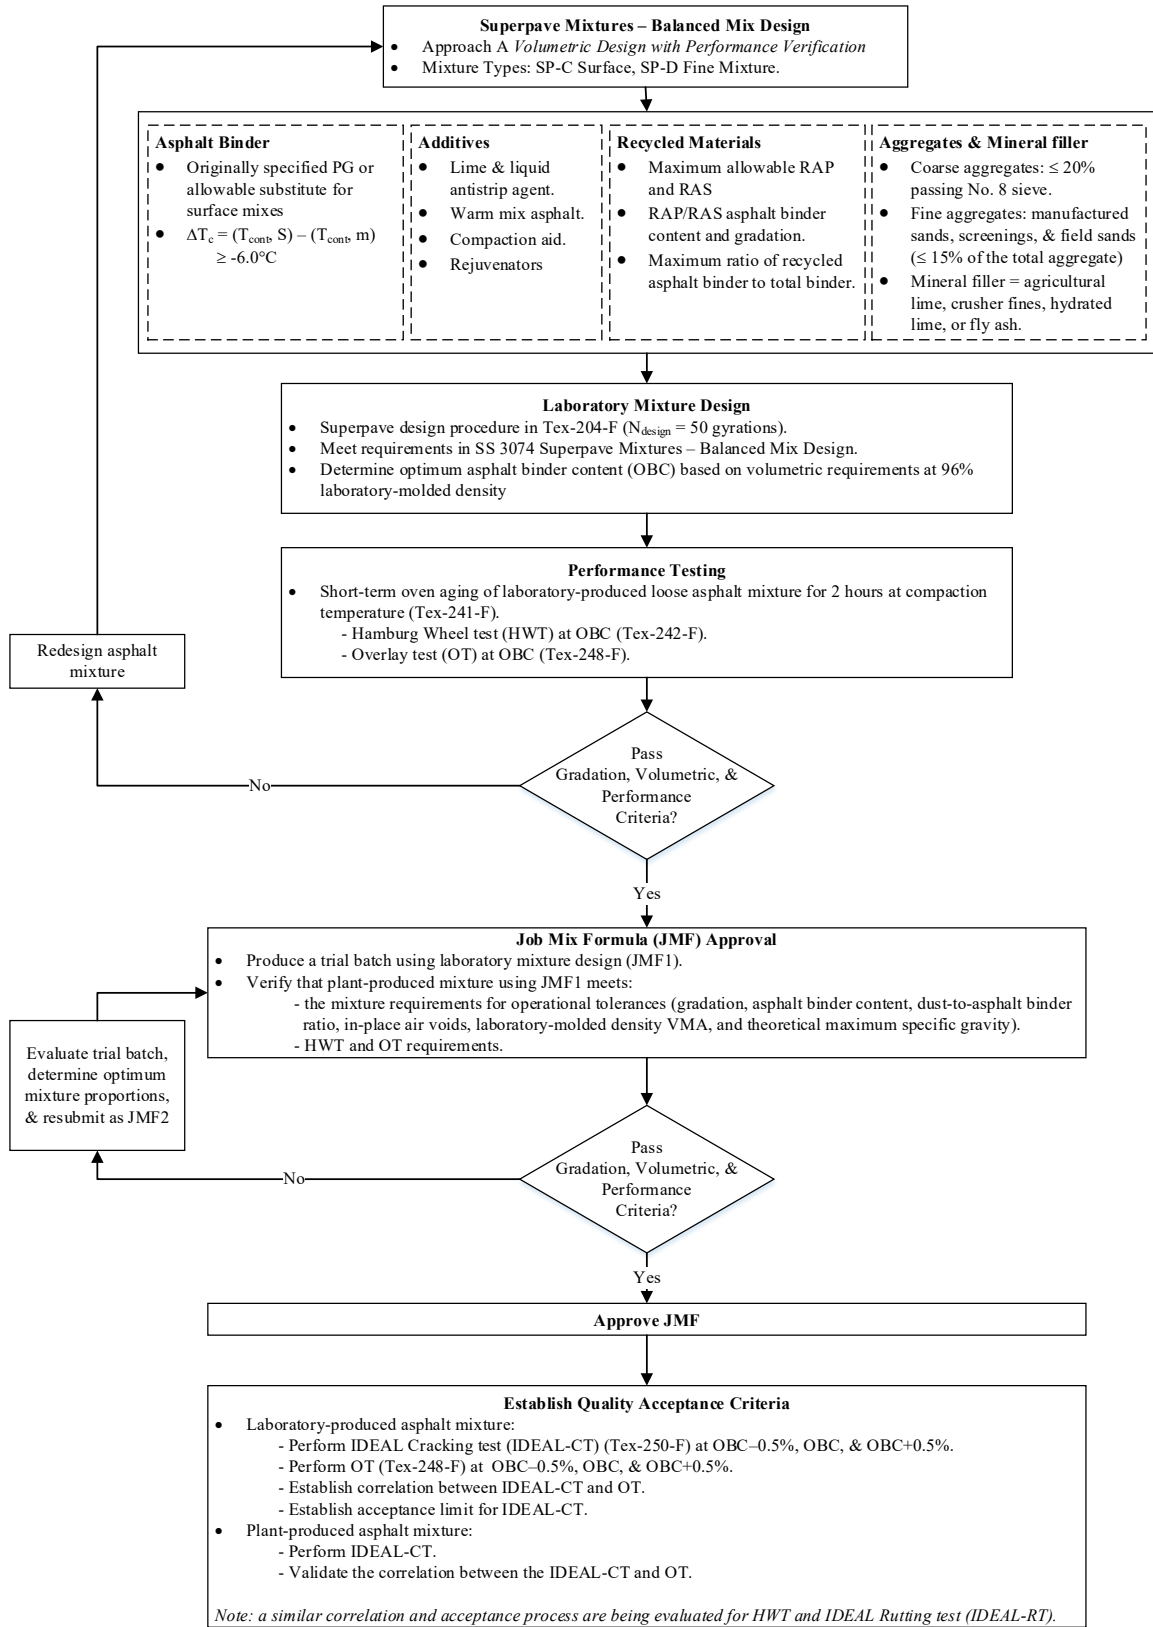 Superpave Mixtures – Balanced Mix Design
• Approach A Volumetric Design with Performance Verification
• Mixture Types: SP-C Surface, SP-D Fine Mixture.
Asphalt Binder
• Originally specified PG or
allowable substitute for
surface mixes
• ΔTc = (Tcont, S) – (Tcont, m)
≥ -6.0°C
Additives
• Lime & liquid
antistrip agent.
• Warm mix asphalt.
• Compaction aid.
• Rejuvenators
Recycled Materials
• Maximum allowable RAP
and RAS
• RAP/RAS asphalt binder
content and gradation.
• Maximum ratio of recycled
asphalt binder to total binder.
Aggregates & Mineral filler
• Coarse aggregates: ≤ 20%
passing No. 8 sieve.
• Fine aggregates: manufactured
sands, screenings, & field sands
(≤ 15% of the total aggregate)
• Mineral filler = agricultural
lime, crusher fines, hydrated
lime, or fly ash.
Laboratory Mixture Design
• Superpave design procedure in Tex-204-F (Ndesign = 50 gyrations).
• Meet requirements in SS 3074 Superpave Mixtures – Balanced Mix Design.
• Determine optimum asphalt binder content (OBC) based on volumetric requirements at 96%
laboratory-molded density
Performance Testing
• Short-term oven aging of laboratory-produced loose asphalt mixture for 2 hours at compaction
temperature (Tex-241-F).
- Hamburg Wheel test (HWT) at OBC (Tex-242-F).
- Overlay test (OT) at OBC (Tex-248-F).
Redesign asphalt
mixture
Pass
Gradation, Volumetric, &
Performance
Criteria?
No
Yes
Job Mix Formula (JMF) Approval
• Produce a trial batch using laboratory mixture design (JMF1).
• Verify that plant-produced mixture using JMF1 meets:
- the mixture requirements for operational tolerances (gradation, asphalt binder content, dust-to-asphalt binder
ratio, in-place air voids, laboratory-molded density VMA, and theoretical maximum specific gravity).
- HWT and OT requirements.
Evaluate trial batch,
determine optimum
mixture proportions,
& resubmit as JMF2
Pass
Gradation, Volumetric, &
Performance
Criteria?
No
Yes
Approve JMF
Establish Quality Acceptance Criteria
• Laboratory-produced asphalt mixture:
- Perform IDEAL Cracking test (IDEAL-CT) (Tex-250-F) at OBC–0.5%, OBC, & OBC+0.5%.
- Perform OT (Tex-248-F) at OBC–0.5%, OBC, & OBC+0.5%.
- Establish correlation between IDEAL-CT and OT.
- Establish acceptance limit for IDEAL-CT.
• Plant-produced asphalt mixture:
- Perform IDEAL-CT.
- Validate the correlation between the IDEAL-CT and OT.
Note: a similar correlation and acceptance process are being evaluated for HWT and IDEAL Rutting test (IDEAL-RT).